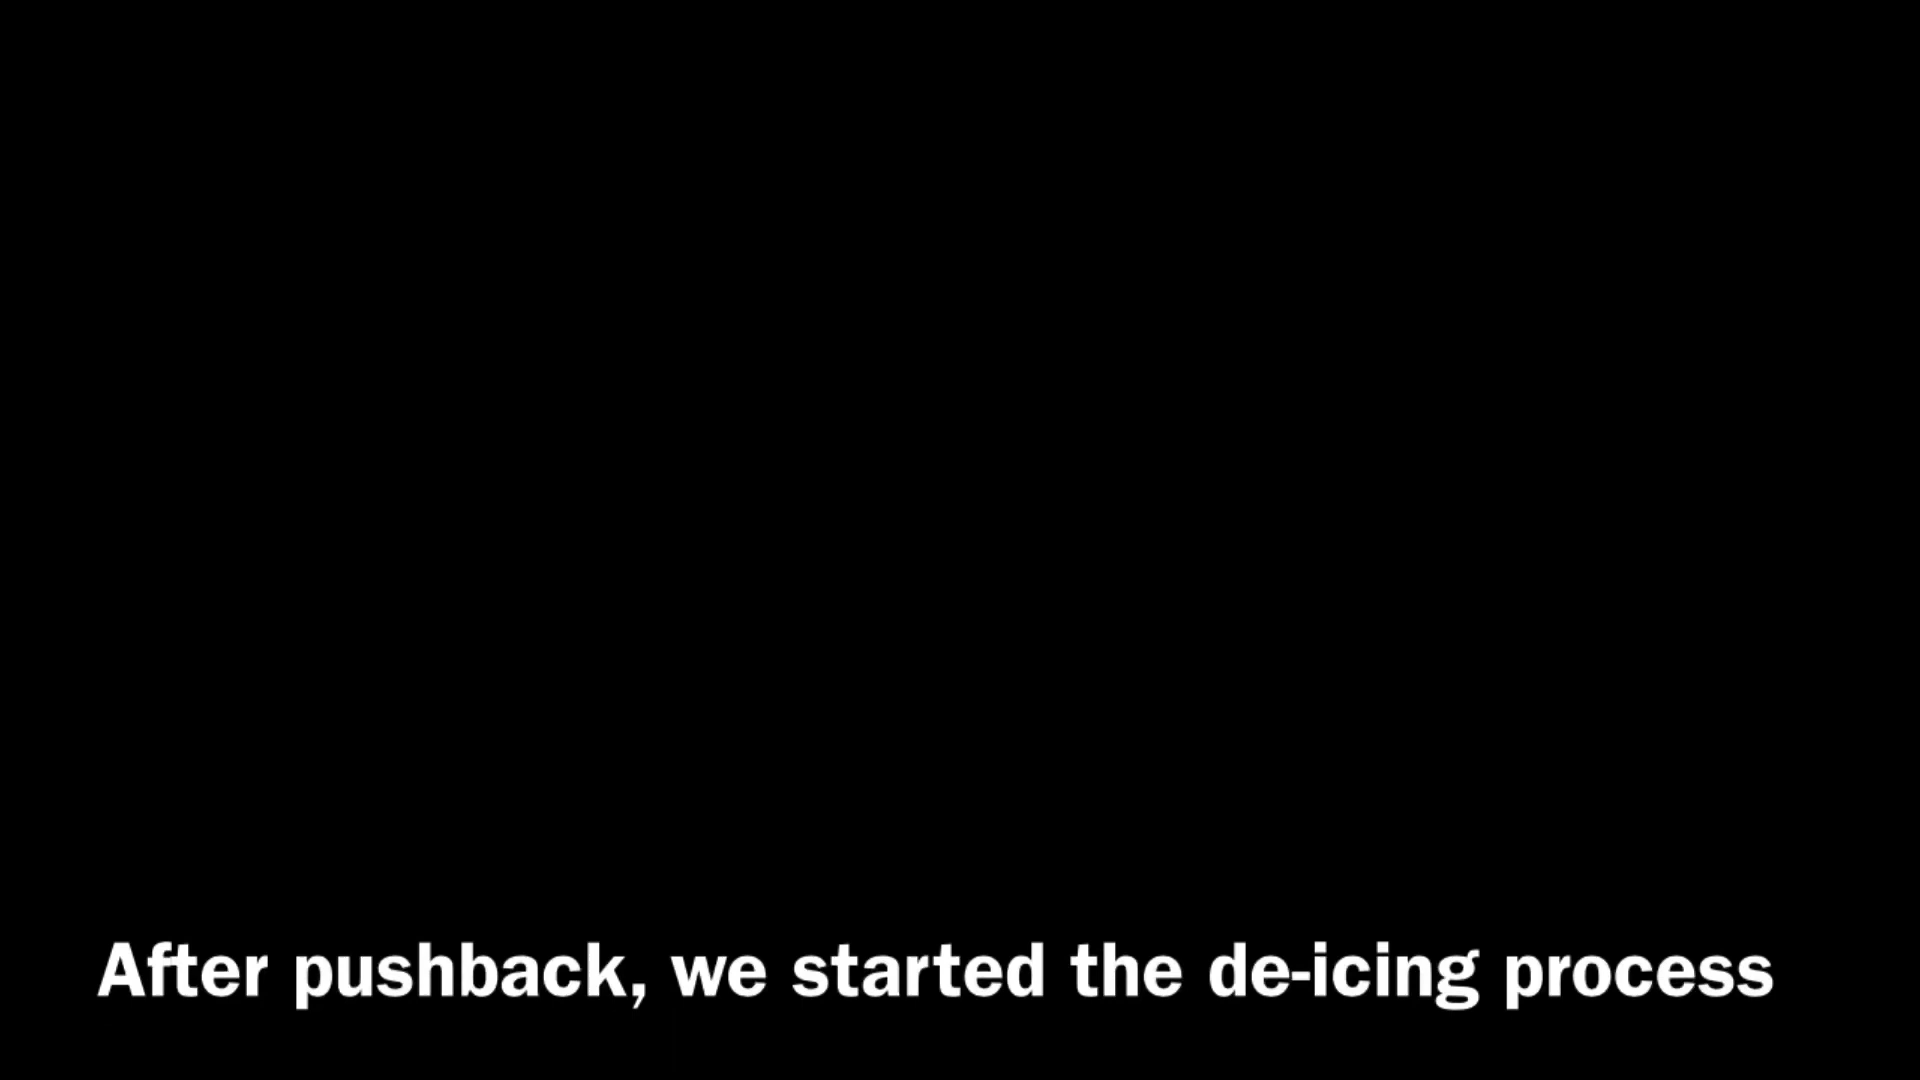 After pushback, we started the de-icing process